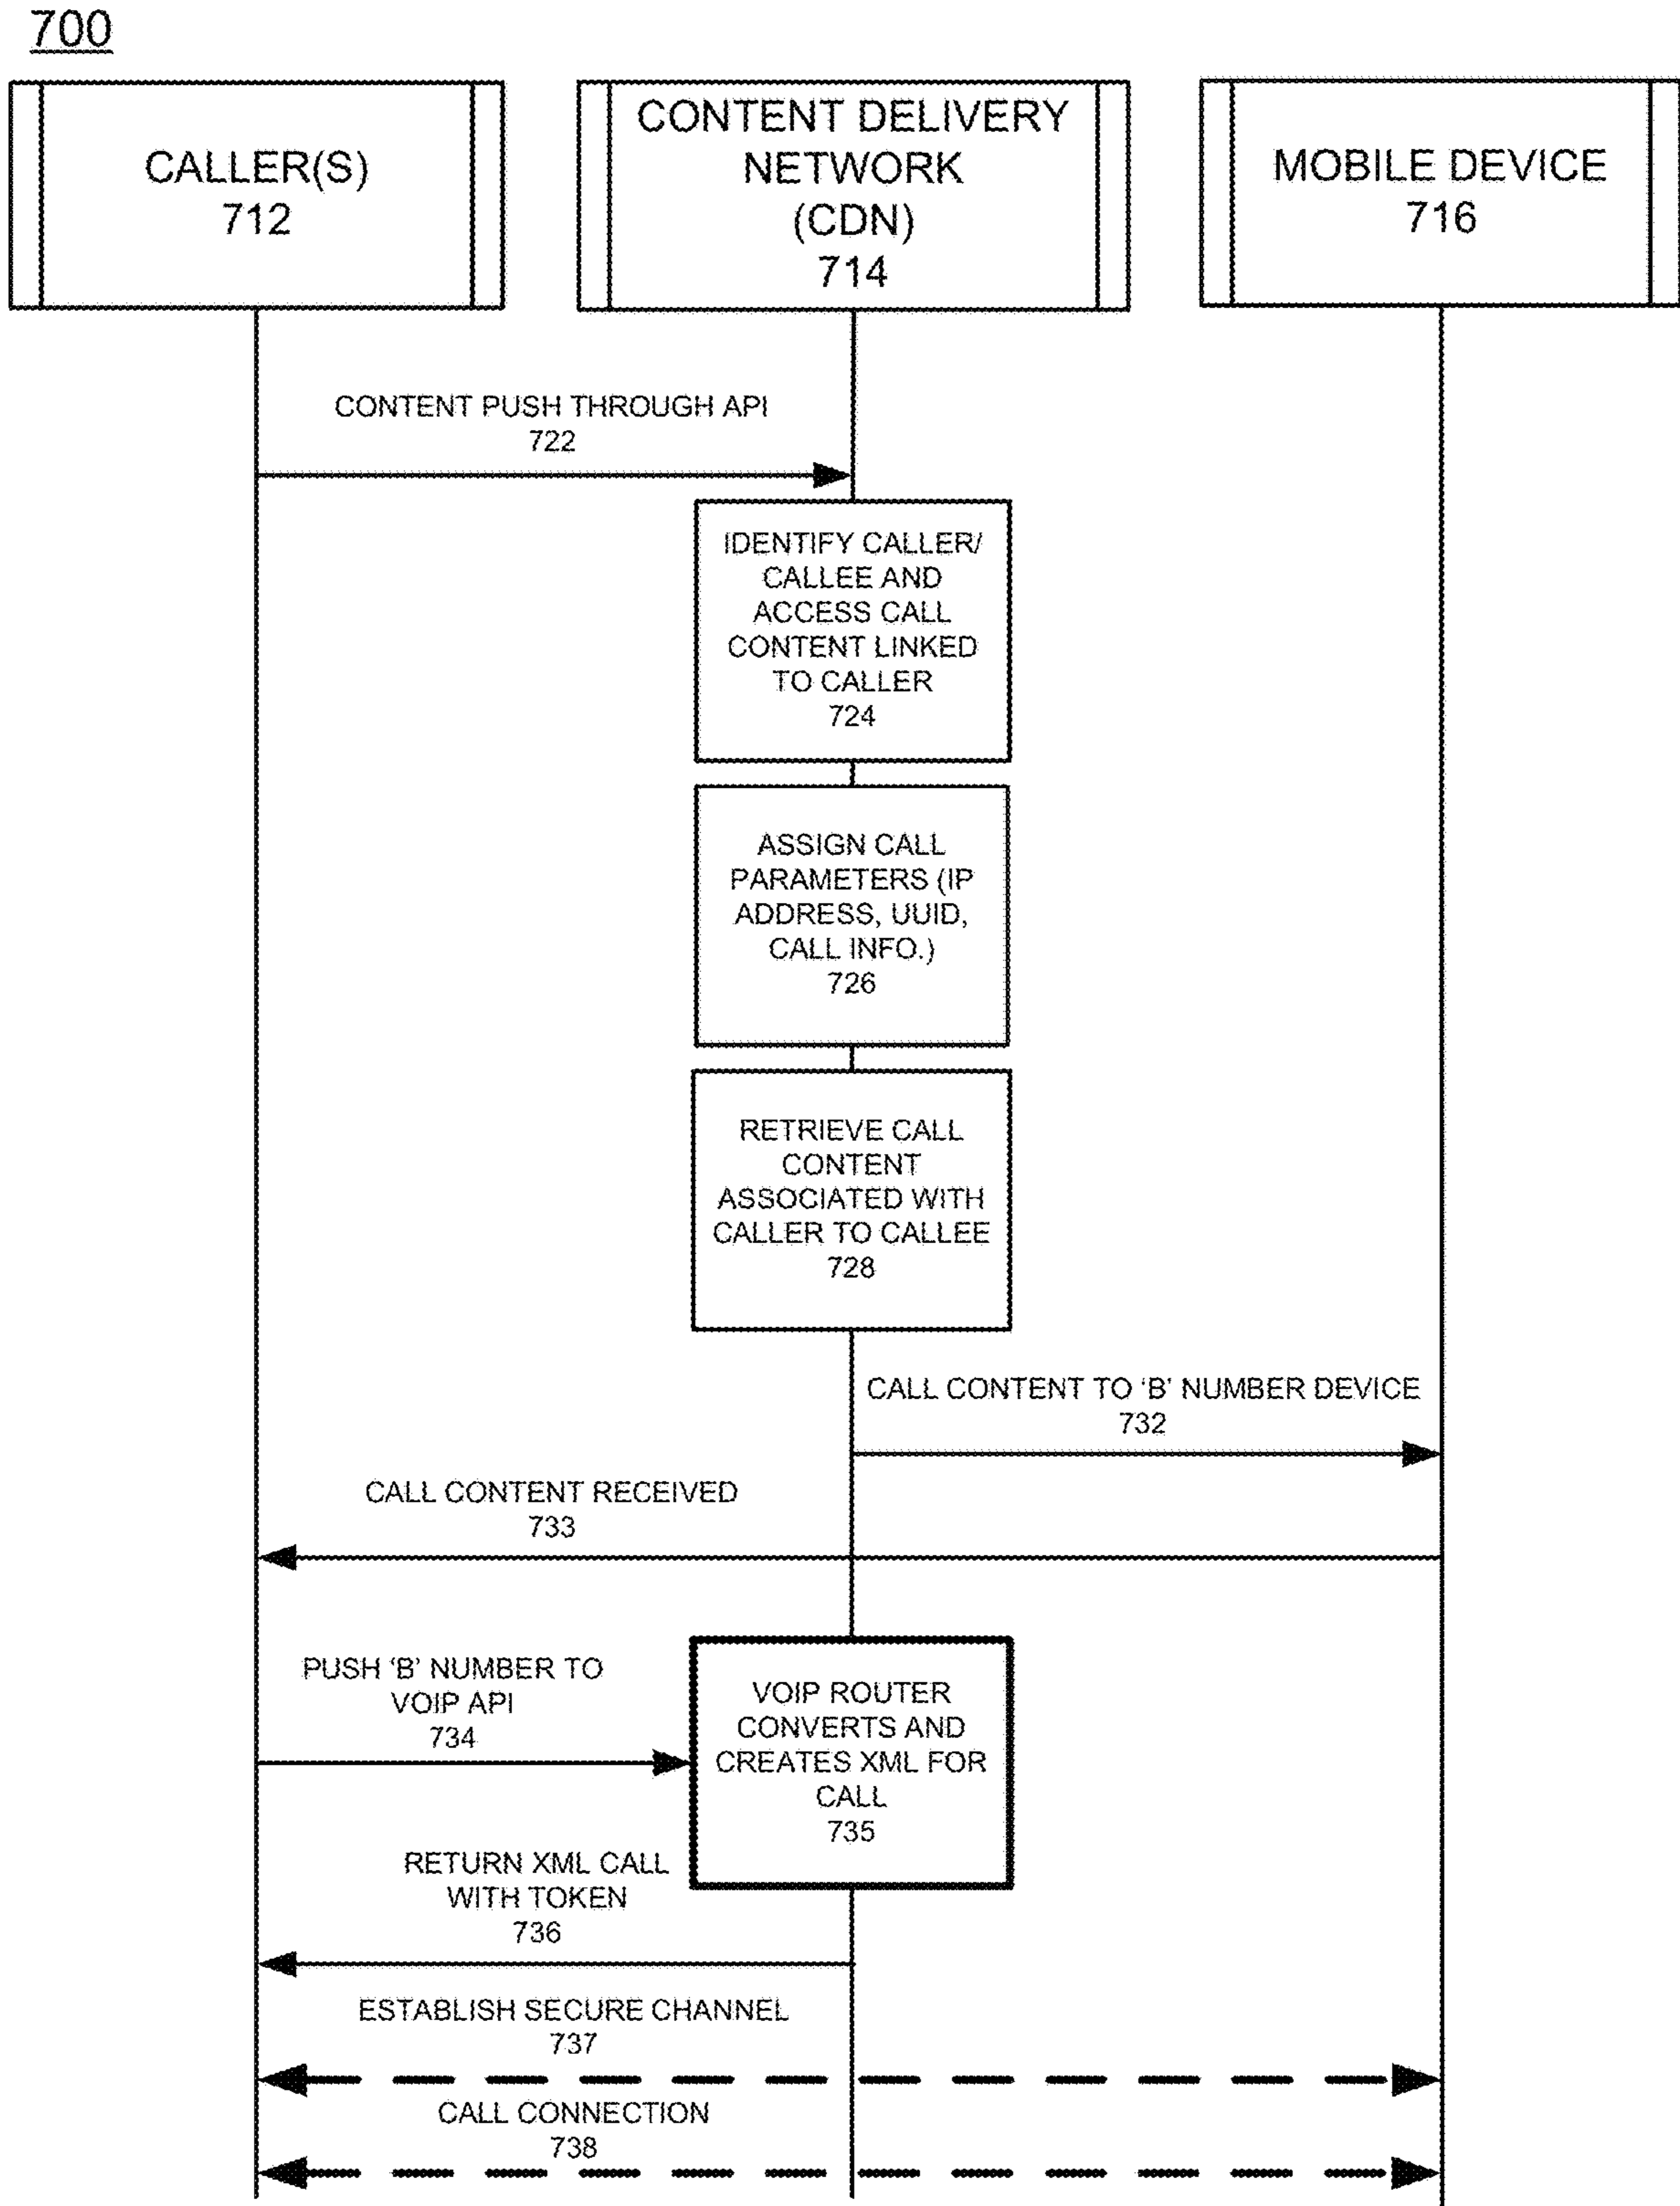 700
CALLER(S)
712
CONTENT DELIVERY
NETWORK
(CDN)
714
MOBILE DEVICE
716
CONTENT PUSH THROUGH API
722
IDENTIFY CALLER/
CALLEE AND
ACCESS CALL
CONTENT LINKED
TO CALLER
724
ASSIGN CALL
PARAMETERS (IP
ADDRESS, UUID,
CALL INFO.)
726
RETRIEVE CALL
CONTENT
ASSOCIATED WITH
CALLER TO CALLEE
728
CALL CONTENT TO ‘B’ NUMBER DEVICE
732
CALL CONTENT RECEIVED
733
PUSH ‘B’ NUMBER TO
VOIP API
734
VOIP ROUTER
CONVERTS AND
CREATES XML FOR
CALL
735
RETURN XML CALL
WITH TOKEN
736
ESTABLISH SECURE CHANNEL
737
CALL CONNECTION
738